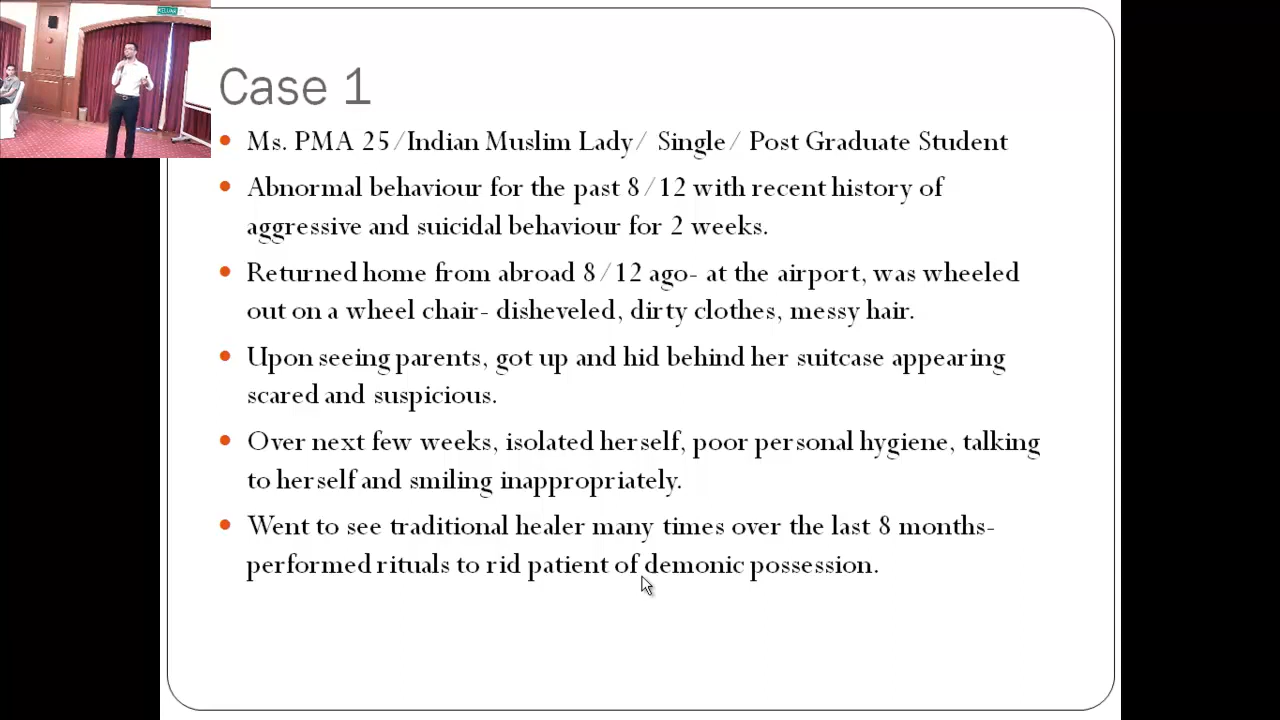 KELUAR
Case 1
Ms. PMA 25/Indian Muslim Lady/ Single/ Post Graduate Student
Abnormal behaviour for the past 8/12 with recent history of
aggressive and suicidal behaviour for 2 weeks.
Returned home from abroad 8/12 ago- at the airport, was wheeled
out on a wheel chair- disheveled, dirty clothes, messy hair.
Upon seeing parents, got up and hid behind her suitcase appearing
scared and suspicious.
Over next few weeks, isolated herself, poor personal hygiene, talking
to herself and smiling inappropriately.
Went to see traditional healer many times over the last 8 months-
performed rituals to rid patient of demonic possession.